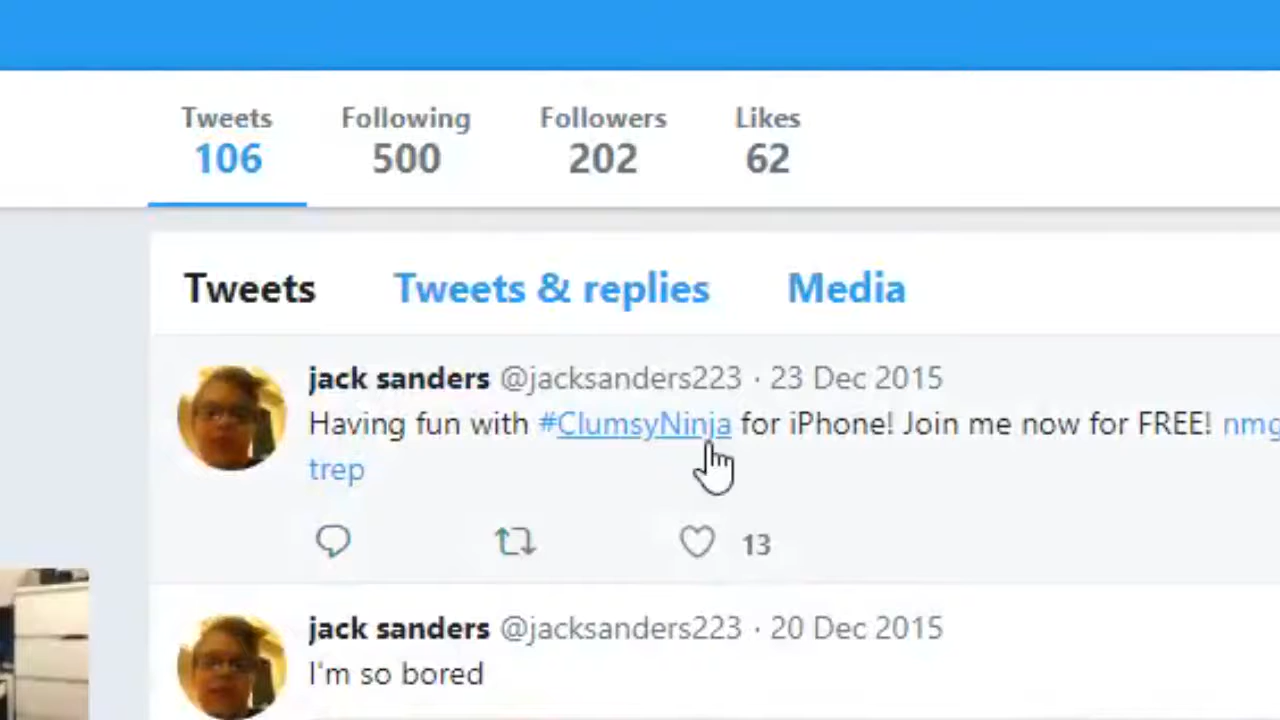 Tweets Following Followers Likes
106 500 202 62
Tweets Tweets & replies Media
jack sanders @jacksanders223 · 23 Dec 2015
Having fun with #ClumsyNinja for iPhone! Join me now for FREE!
trep
13
jack sanders @jacksanders223 · 20 Dec 2015
I'm so bored